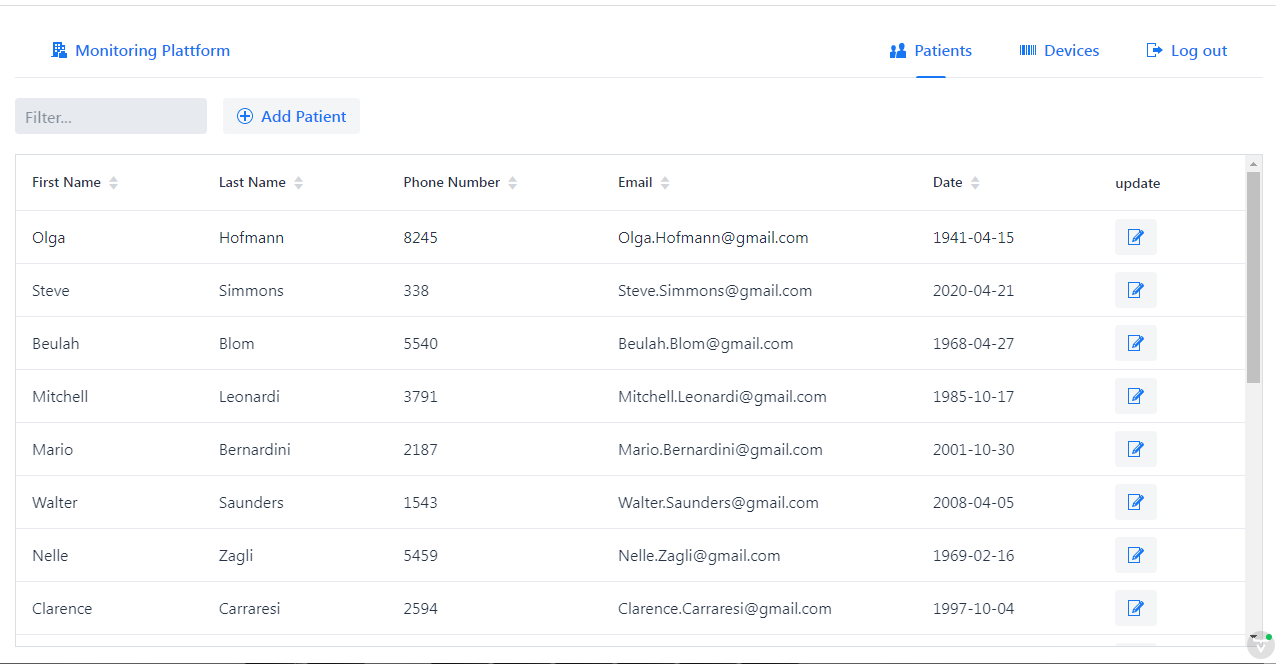 Monitoring Plattform Patients Devices Log out
Filter... Add Patient
First Name Last Name Phone Number Email Date update
Olga Hofmann 8245 Olga.Hofmann@gmail.com 1941-04-15
Steve Simmons 338 Steve.Simmons@gmail.com 2020-04-21
Beulah Blom 5540 Beulah.Blom@gmail.com 1968-04-27
Mitchell Leonardi 3791 Mitchell.Leonardi@gmail.com 1985-10-17
Mario Bernardini 2187 Mario.Bernardini@gmail.com 2001-10-30
Walter Saunders 1543 Walter.Saunders@gmail.com 2008-04-05
Nelle Zagli 5459 Nelle.Zagli@gmail.com 1969-02-16
Clarence Carraresi 2594 Clarence.Carraresi@gmail.com 1997-10-04